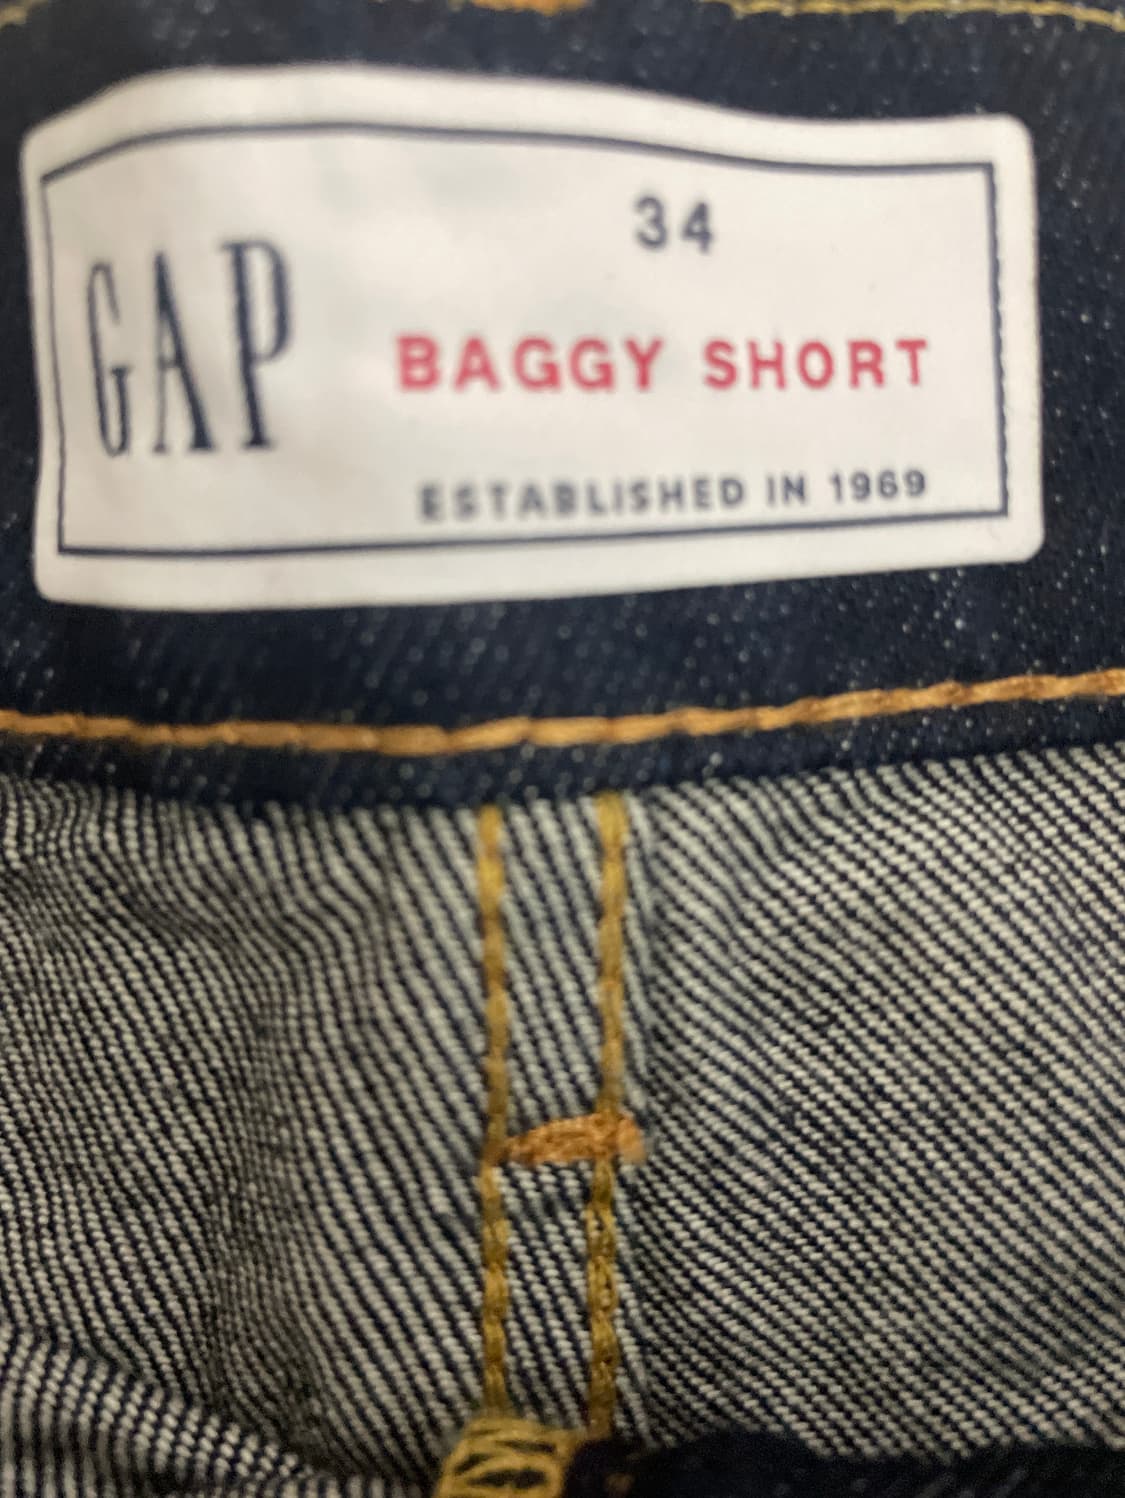 34
GAP
BAGGY SHORT
ESTABLISHED IN 1969